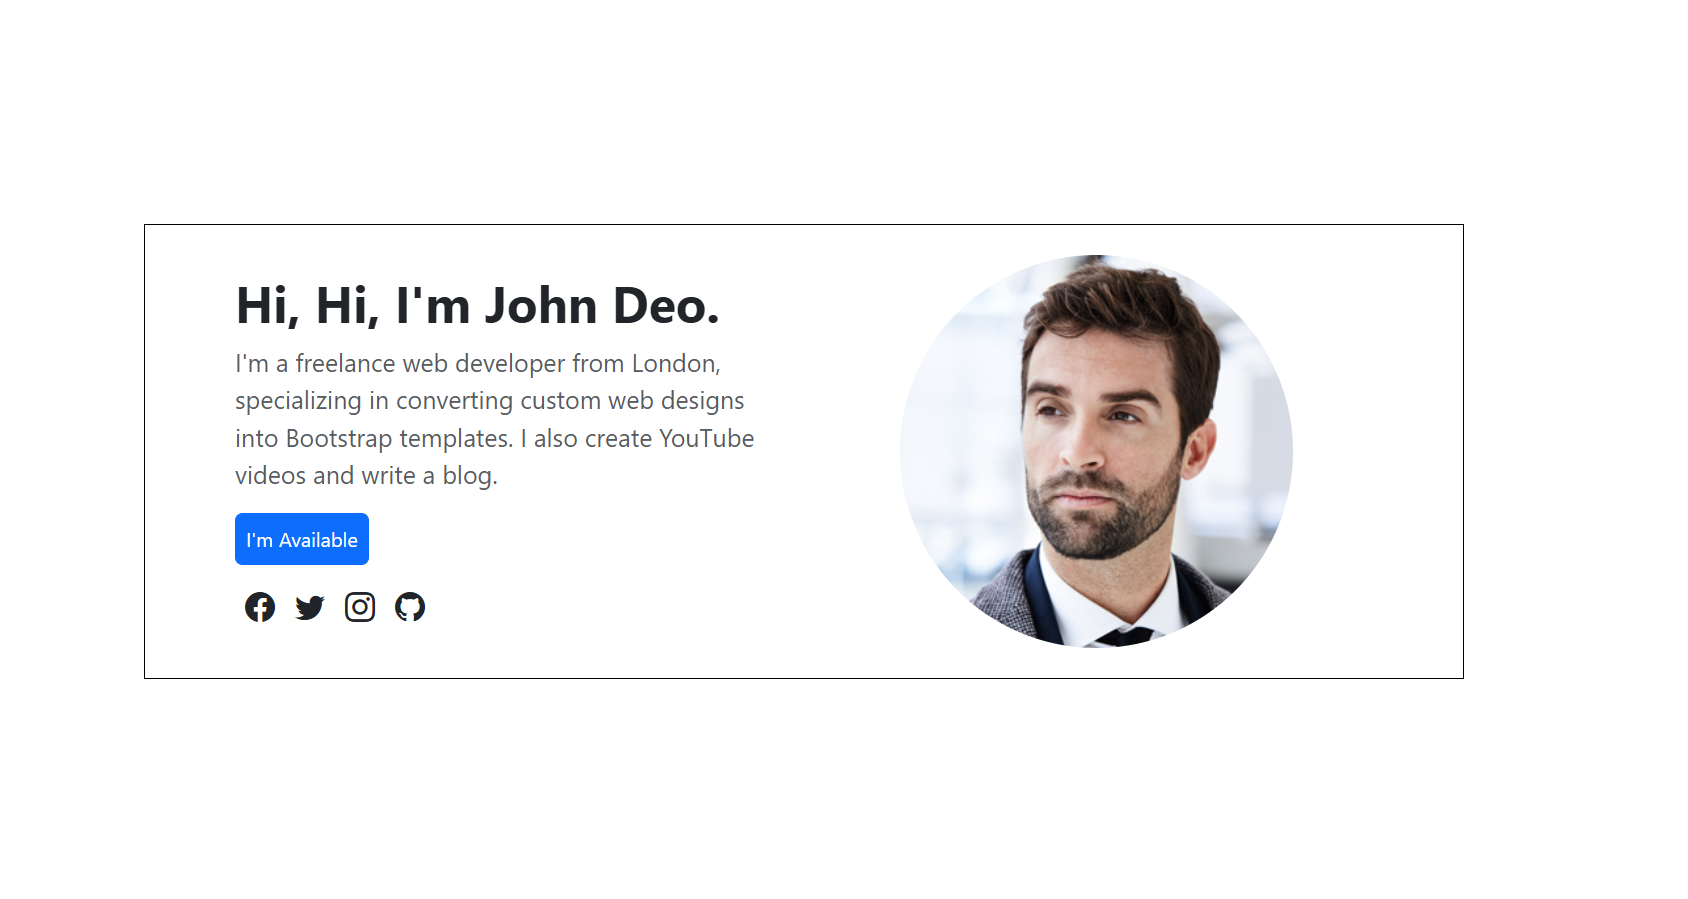 Hi, Hi, I'm John Deo.
I'm a freelance web developer from London,
specializing in converting custom web designs
into Bootstrap templates. I also create YouTube
videos and write a blog.
I'm Available